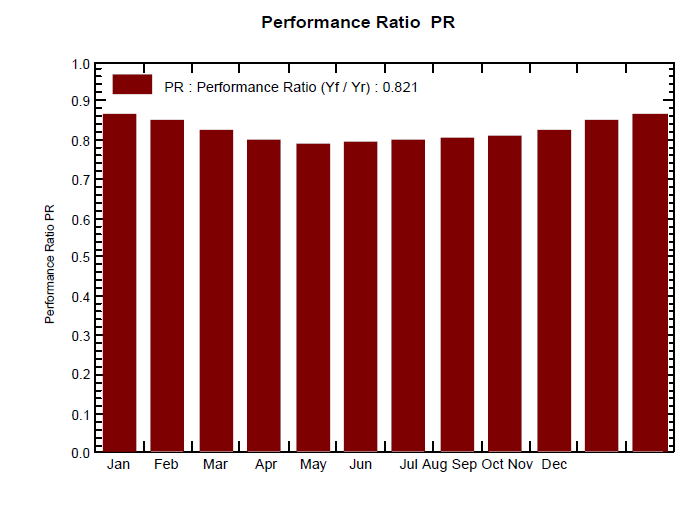 Performance Ratio PR
PR : Performance Ratio (Yf / Yr) : 0.821
1.0
0.9
0.8
0.7
0.6
0.5
0.4
0.3
0.2
0.1
0.0
Performance Ratio PR
Jan Feb Mar Apr May Jun Jul Aug Sep Oct Nov Dec